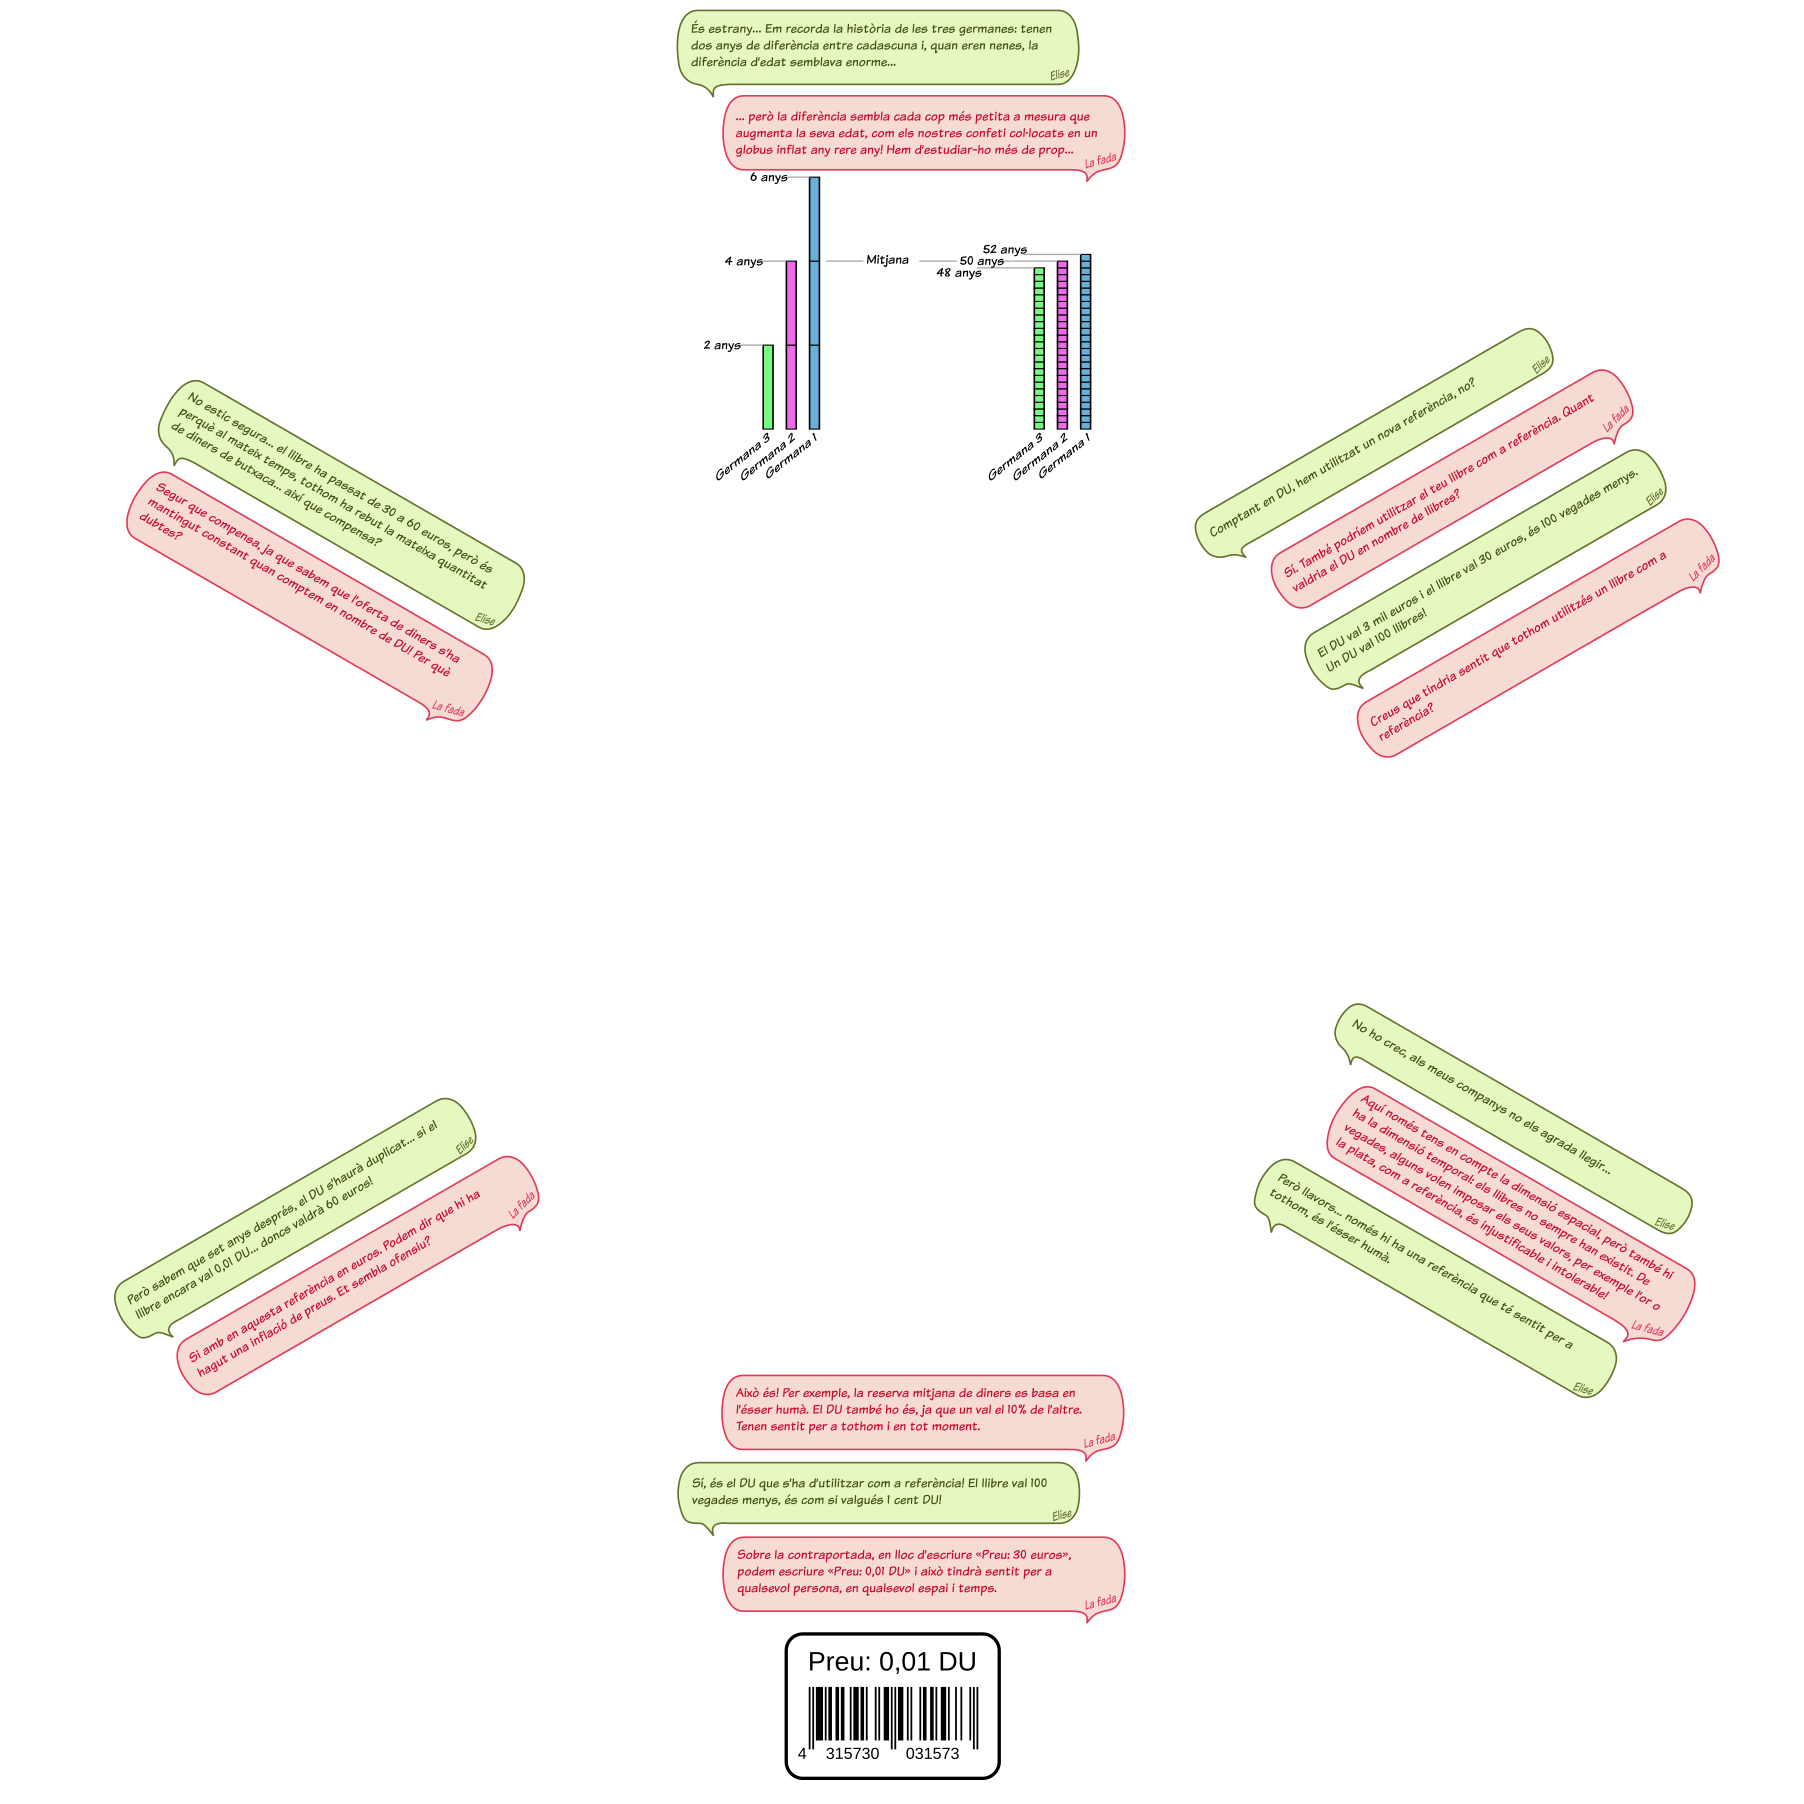 És estrany... Em recorda la història de les tres germanes: tenen
dos anys de diferència entre cadascuna i, quan eren nenes, la
diferència d'edat semblava enorme...
Elise
... però la diferència sembla cada cop més petita a mesura que
augmenta la seva edat, com els nostres confeti col·locats en un
globus inflat any rere any! Hem d'estudiar-ho més de prop...
La fada
6 anys
4 anys
2 anys
Mitjana
52 anys
50 anys
48 anys
Germana 3
Germana 2
Germana 1
Germana 3
Germana 2
Germana 1
Comptant en DU, hem utilitzat un nova referència, no?
Elise
Sí. També podríem utilitzar el teu llibre com a referència. Quant
valdria el DU en nombre de llibres?
La fada
El DU val 3 mil euros i el llibre val 30 euros, és 100 vegades menys.
Un DU val 100 llibres!
Elise
Creus que tindria sentit que tothom utilitzés un llibre com a
referència?
La fada
No ho crec, als meus companys no els agrada llegir...
Elise
Aquí només tens en compte la dimensió espacial, però també hi
ha la dimensió temporal: els llibres no sempre han existit. De
vegades, alguns volen imposar els seus valors, per exemple l'or o
la plata, com a referència, és injustificable i intolerable!
La fada
Però llavors... només hi ha una referència que té sentit per a
tothom, és l'ésser humà.
Elise
Això és! Per exemple, la reserva mitjana de diners es basa en
l'ésser humà. El DU també ho és, ja que un val el 10% de l'altre.
Tenen sentit per a tothom i en tot moment.
La fada
Sí, és el DU que s'ha d'utilitzar com a referència! El llibre val 100
vegades menys, és com si valgués 1 cent DU!
Elise
Sobre la contraportada, en lloc d'escriure «Preu: 30 euros»,
podem escriure «Preu: 0,01 DU» i això tindrà sentit per a
qualsevol persona, en qualsevol espai i temps.
La fada
Preu: 0,01 DU
4 315730 031573
Però sabem que set anys després, el DU s'haurà duplicat... si el
llibre encara val 0,01 DU... doncs valdrà 60 euros!
Elise
Si amb en aquesta referència en euros. Podem dir que hi ha
hagut una inflació de preus. Et sembla ofensiu?
La fada
No estic segura... el llibre ha passat de 30 a 60 euros, però és
perquè al mateix temps, tothom ha rebut la mateixa quantitat
de diners de butxaca... així que compensa?
Elise
Segur que compensa, ja que sabem que l'oferta de diners s'ha
mantingut constant quan comptem en nombre de DU! Per què
dubtes?
La fada